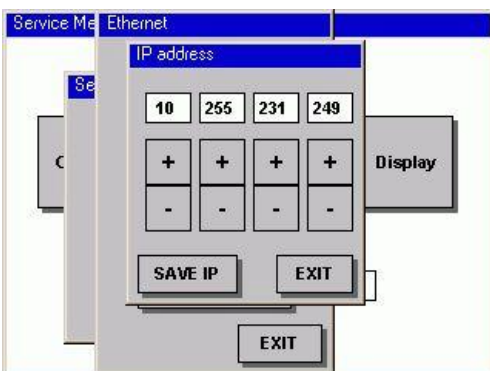 Service Me Ethernet
IP address
Se
10 255 231 249
+ + + +
C Display
- - - -
SAVE IP EXIT
EXIT